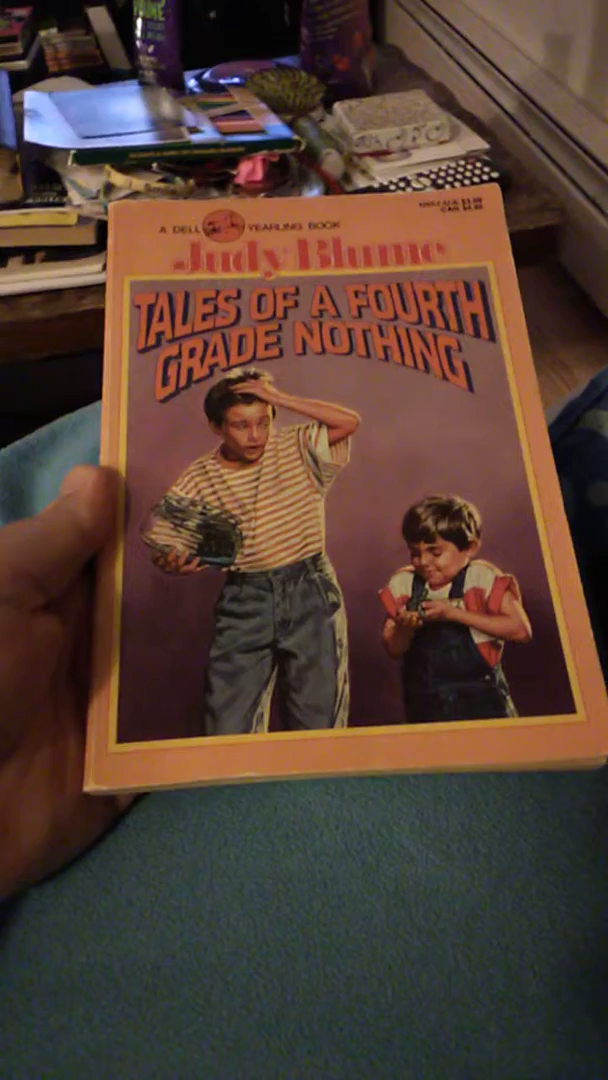 A DELL YEARLING BOOK
Judy Blume
TALES OF A FOURTH
GRADE NOTHING